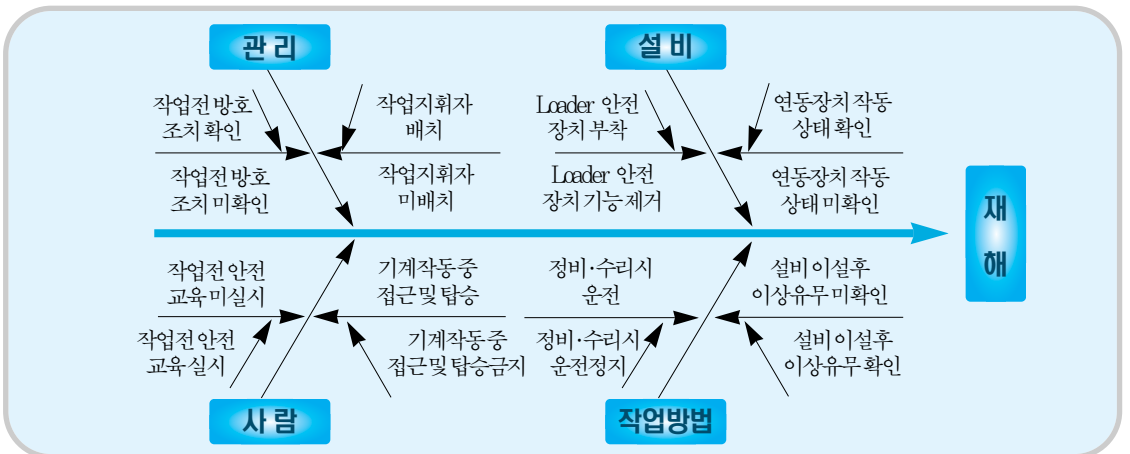 관 리
설 비
작업전 방호
조치 확인
작업지휘자
배치
Loader 안전
장치 부착
연동장치 작동
상태 확인
작업전 방호
조치 미확인
작업지휘자
미배치
Loader 안전
장치 기능 제거
연동장치 작동
상태 미확인
재
해
작업전 안전
교육 미실시
기계작동 중
접근 및 탑승
정비·수리시
운전
설비 이설후
이상유무 미확인
작업전 안전
교육 실시
기계작동 중
접근 및 탑승금지
정비·수리시
운전정지
설비 이설후
이상유무 확인
사 람
작업방법